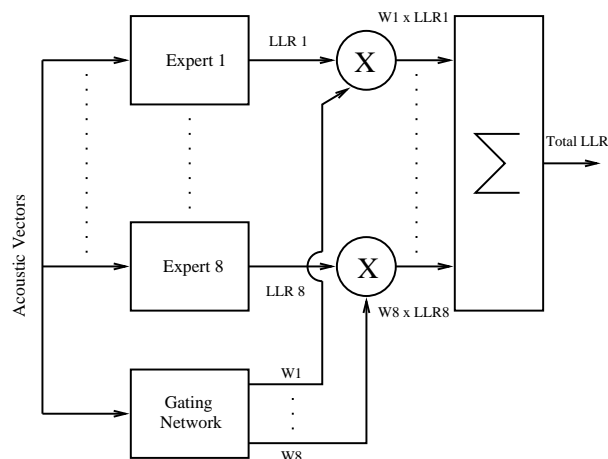 W1 x LLR1
LLR 1
Expert 1
X
Total LLR
Σ
Expert 8
X
LLR 8
W8 x LLR8
Acoustic Vectors
W1
Gating
Network
W8